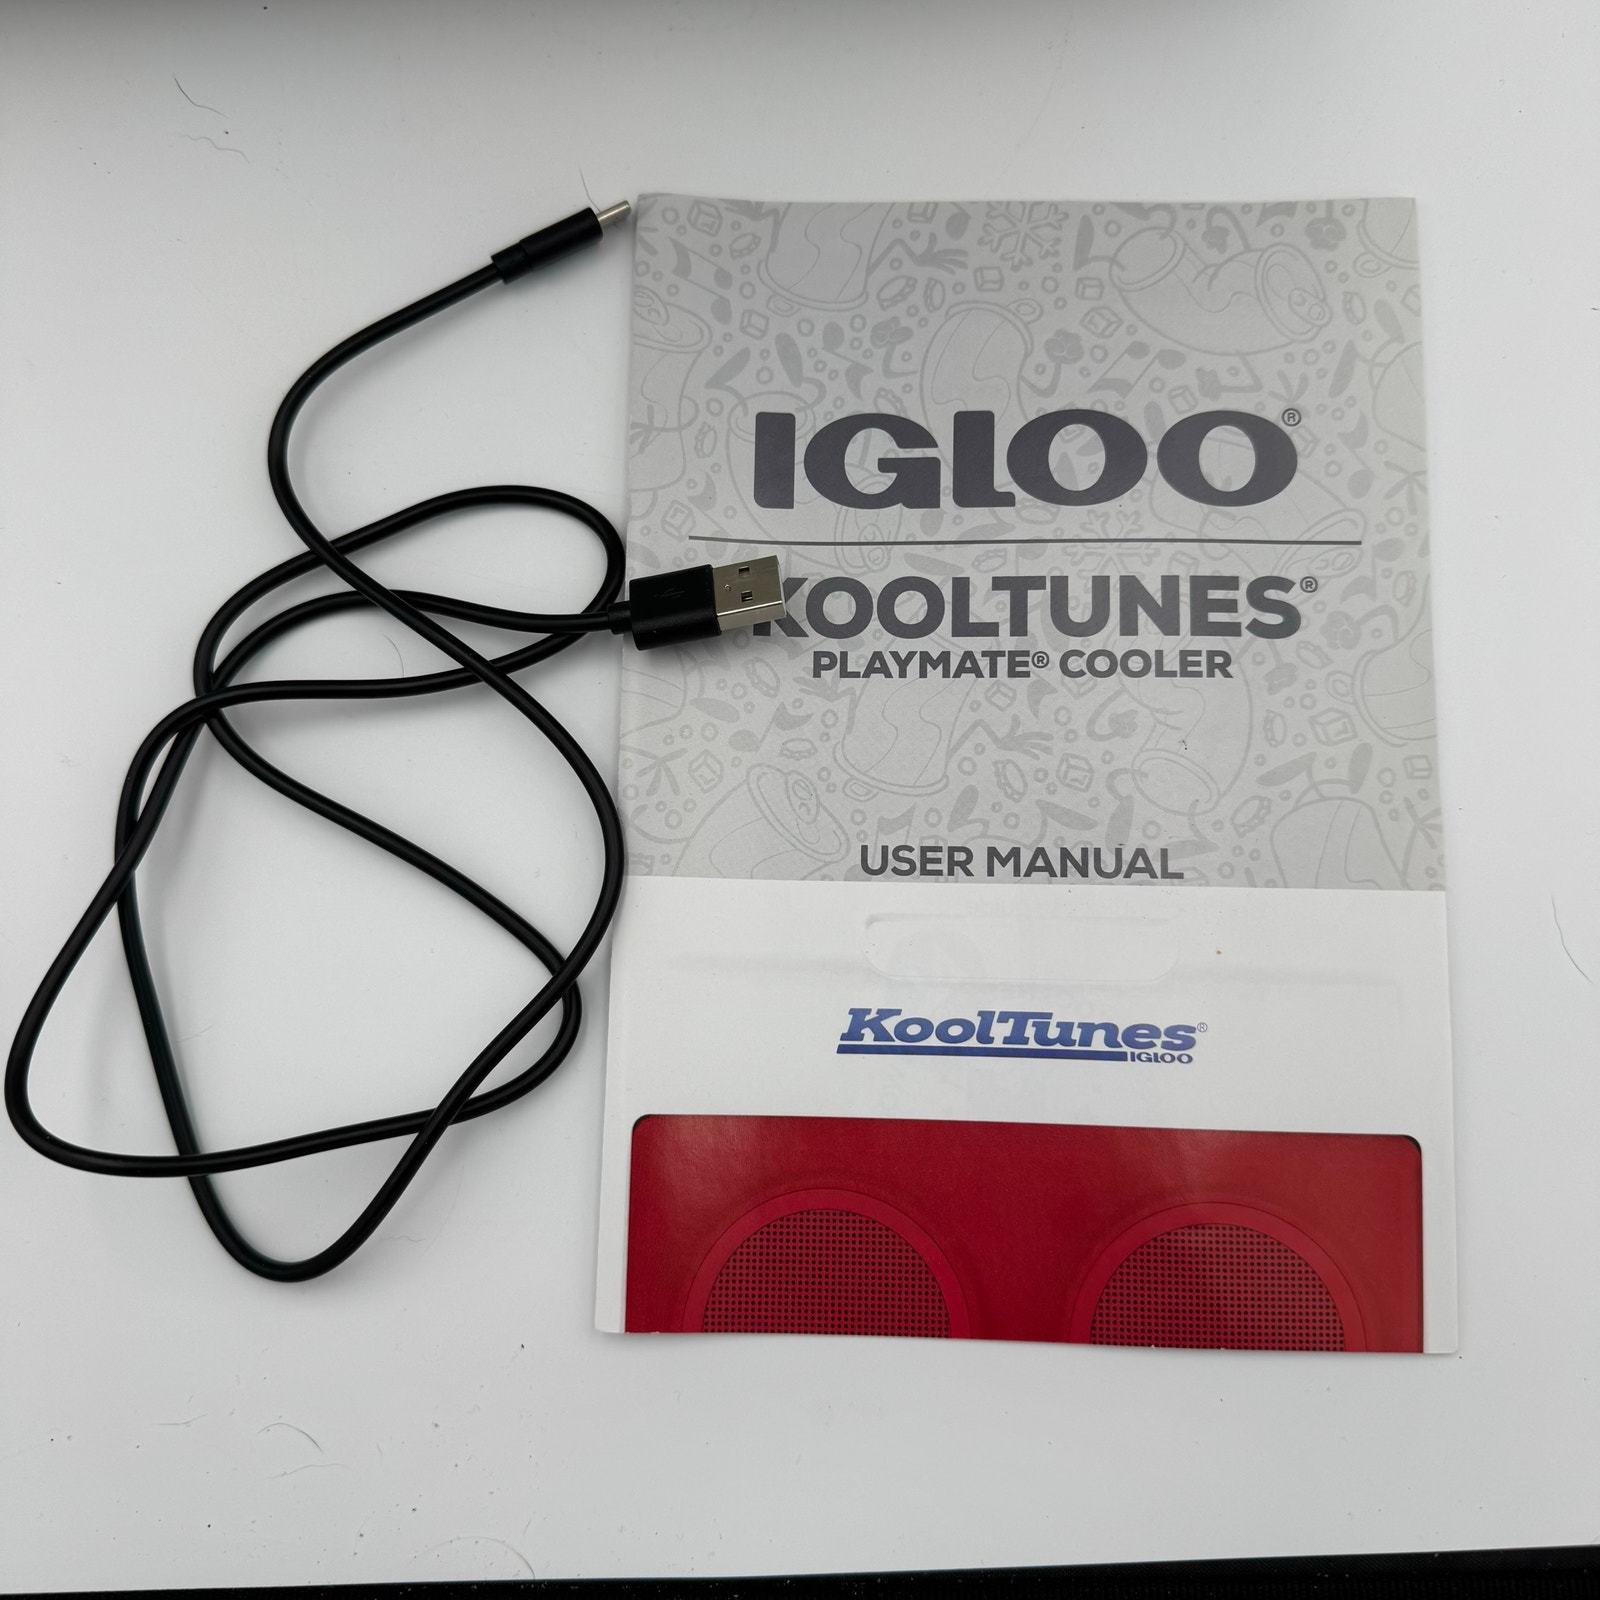 IGLOO®
KOOLTUNES®
PLAYMATE® COOLER
USER MANUAL
KoolTunes®
IGLOO